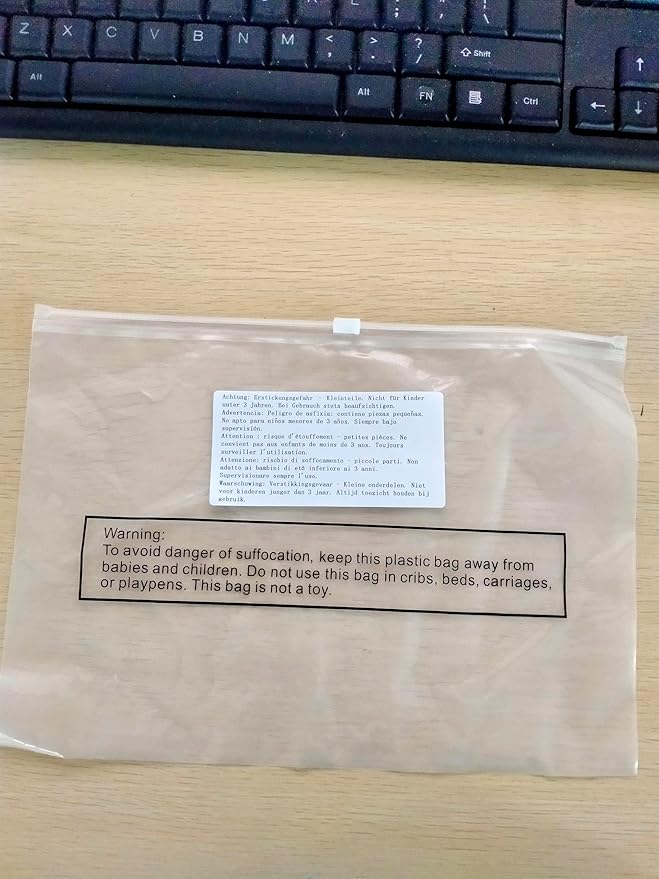 Z X C V B N M < , > . ? / Shift ↑
Alt Alt FN Ctrl ← ↓
Achtung: Erstickungsgefahr - Kleinteile. Nicht für Kinder
unter 3 Jahren. Bei Gebrauch stets beaufsichtigen.
Advertencia: Peligro de asfixia: contiene piezas pequeñas.
No apto para niños menores de 3 años. Siempre bajo
supervisión.
Attention : risque d'étouffement - petites pièces. Ne
convient pas aux enfants de moins de 3 ans. Toujours
surveiller l'utilisation.
Attenzione: rischio di soffocamento - piccole parti. Non
adatto ai bambini di età inferiore ai 3 anni.
Supervisionare sempre l'uso.
Waarschuwing: Verstikkingsgevaar - Kleine onderdelen. Niet
voor kinderen jonger dan 3 jaar. Altijd toezicht houden bij
gebruik.
Warning:
To avoid danger of suffocation, keep this plastic bag away from
babies and children. Do not use this bag in cribs, beds, carriages,
or playpens. This bag is not a toy.